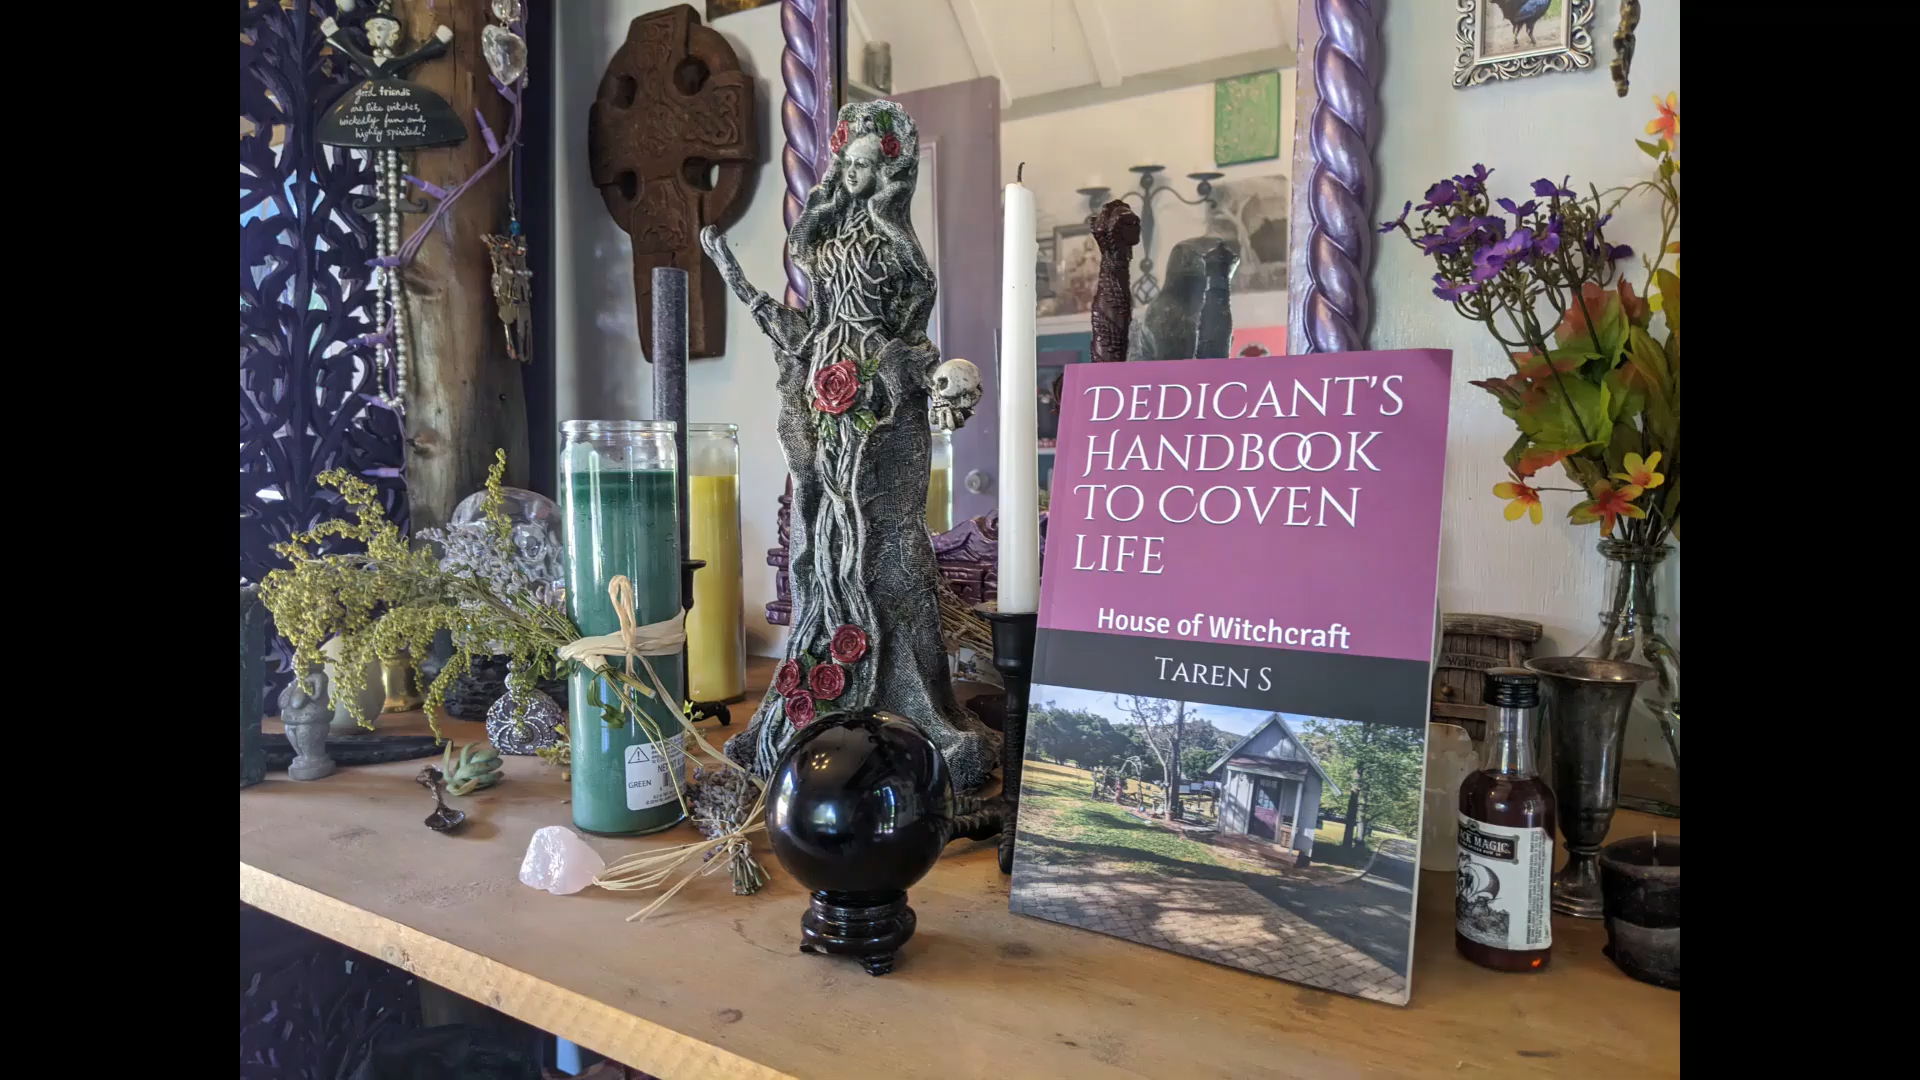 good friends
are like witches,
wickedly fun and
highly spirited!
DEDICANT'S
HANDBOOK
TO COVEN
LIFE
House of Witchcraft
TAREN S
GREEN
Welcome
MAGIC